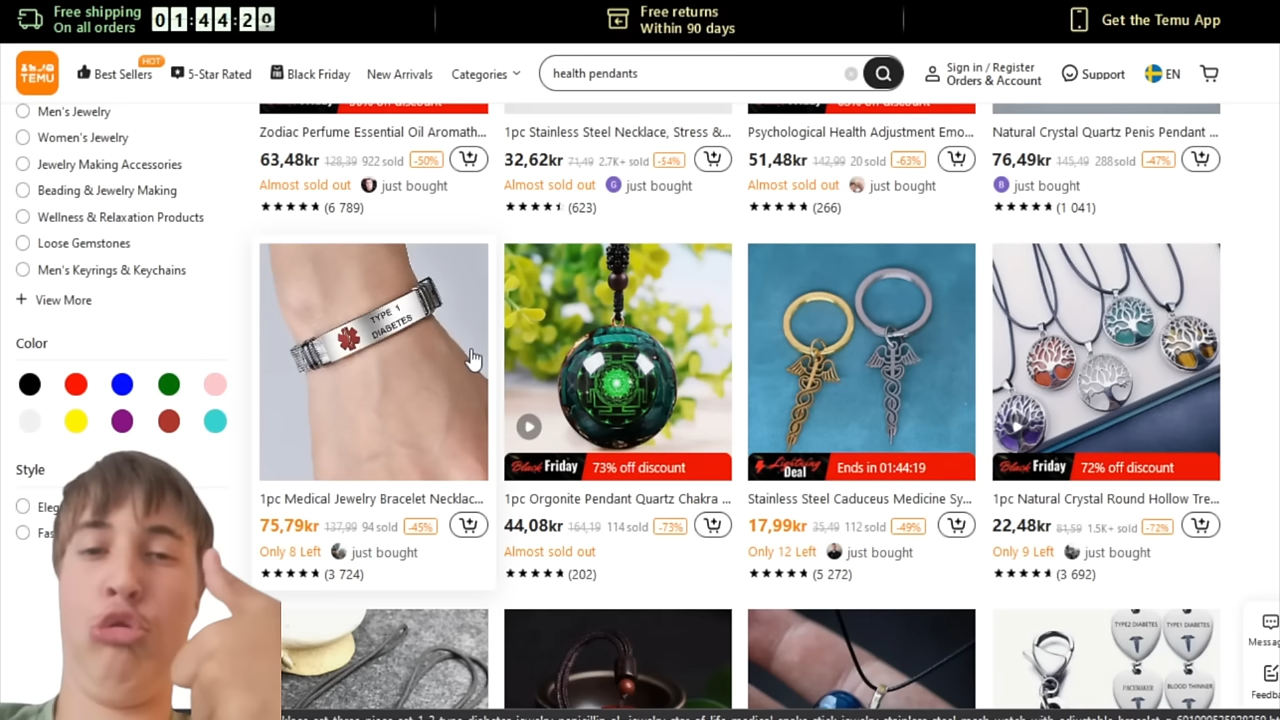 Free shipping
On all orders
01:44:20
Free returns
Within 90 days
Get the Temu App
TEMU
Best Sellers
HOT
5-Star Rated
Black Friday
New Arrivals
Categories
health pendants
Sign in / Register
Orders & Account
Support
EN
Men's Jewelry
Women's Jewelry
Jewelry Making Accessories
Beading & Jewelry Making
Wellness & Relaxation Products
Loose Gemstones
Men's Keyrings & Keychains
+ View More
Color
Style
Zodiac Perfume Essential Oil Aromath...
63,48kr 128,39 922 sold -50%
Almost sold out just bought
(6 789)
1pc Stainless Steel Necklace, Stress &...
32,62kr 71,49 2.7K+ sold -54%
Almost sold out G just bought
(623)
Psychological Health Adjustment Emo...
51,48kr 142,99 20 sold -63%
Almost sold out just bought
(266)
Natural Crystal Quartz Penis Pendant ...
76,49kr 145,49 288 sold -47%
B just bought
(1 041)
TYPE 1
DIABETES
1pc Medical Jewelry Bracelet Necklac...
75,79kr 137,99 94 sold -45%
Only 8 Left just bought
(3 724)
Black Friday 73% off discount
1pc Orgonite Pendant Quartz Chakra ...
44,08kr 164,19 114 sold -73%
Almost sold out
(202)
Lightning Deal Ends in 01:44:19
Stainless Steel Caduceus Medicine Sy...
17,99kr 35,49 112 sold -49%
Only 12 Left just bought
(5 272)
Black Friday 72% off discount
1pc Natural Crystal Round Hollow Tre...
22,48kr 81,59 1.5K+ sold -72%
Only 9 Left just bought
(3 692)
TYPE2 DIABETES
TYPE1 DIABETES
PACEMAKER
BLOOD THINNER
Messag
Feedba